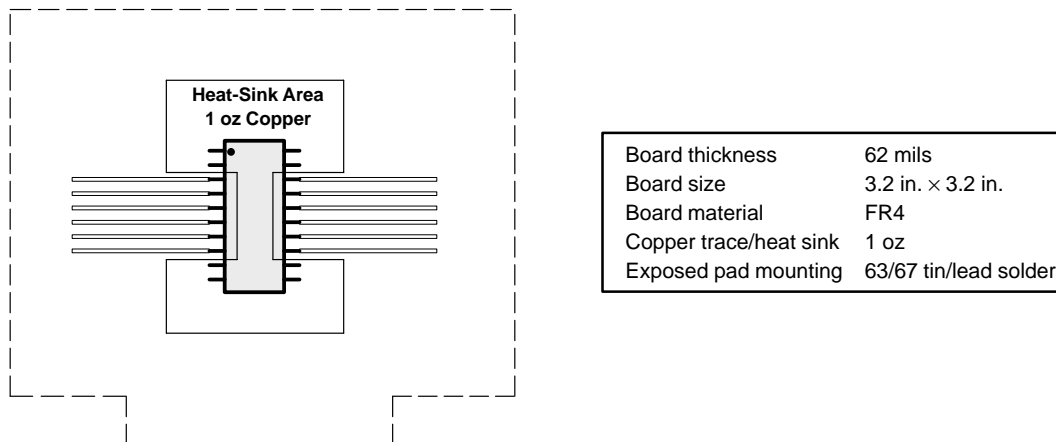 Heat-Sink Area
1 oz Copper
Board thickness 62 mils
Board size 3.2 in. × 3.2 in.
Board material FR4
Copper trace/heat sink 1 oz
Exposed pad mounting 63/67 tin/lead solder